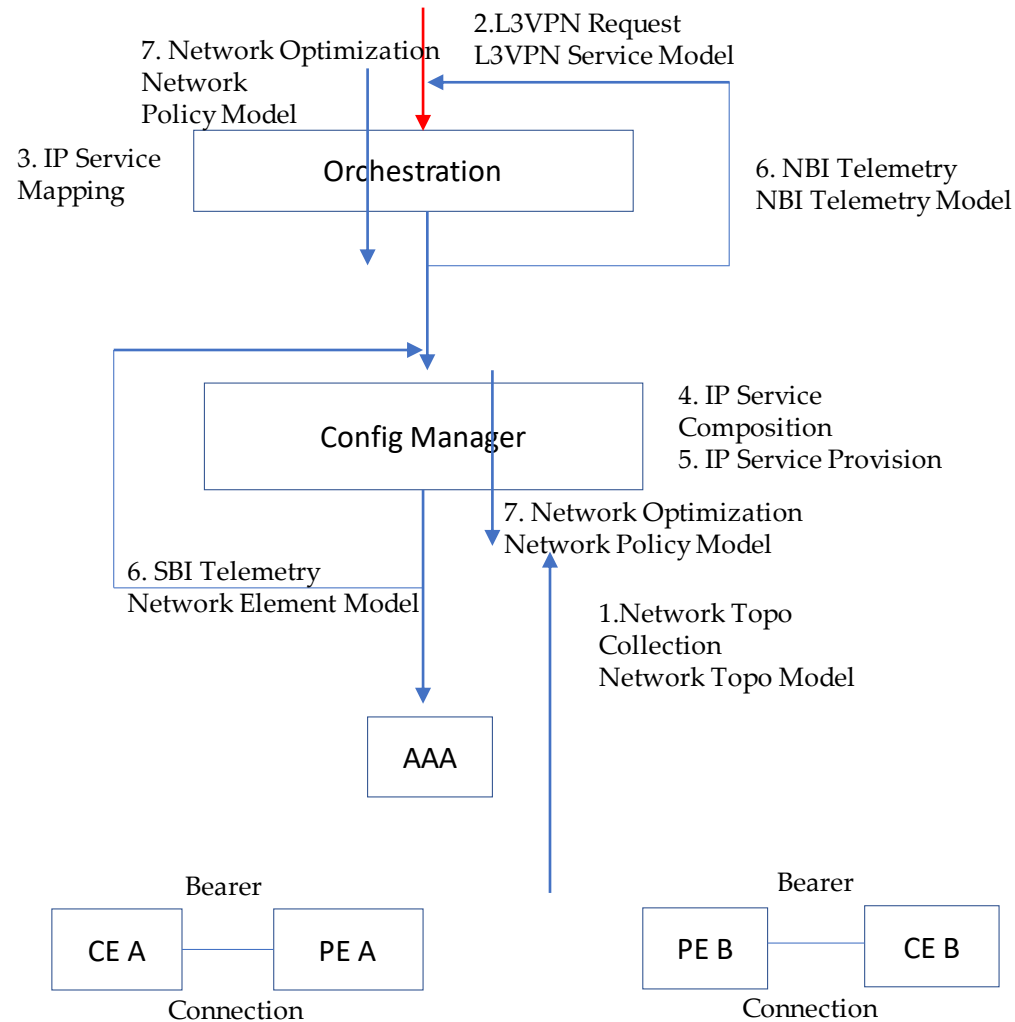 2.L3VPN Request
L3VPN Service Model
7. Network Optimization
Network
Policy Model
3. IP Service
Mapping
Orchestration
6. NBI Telemetry
NBI Telemetry Model
Config Manager
4. IP Service
Composition
5. IP Service Provision
7. Network Optimization
Network Policy Model
6. SBI Telemetry
Network Element Model
1.Network Topo
Collection
Network Topo Model
AAA
Bearer
CE A
PE A
Connection
Bearer
PE B
CE B
Connection